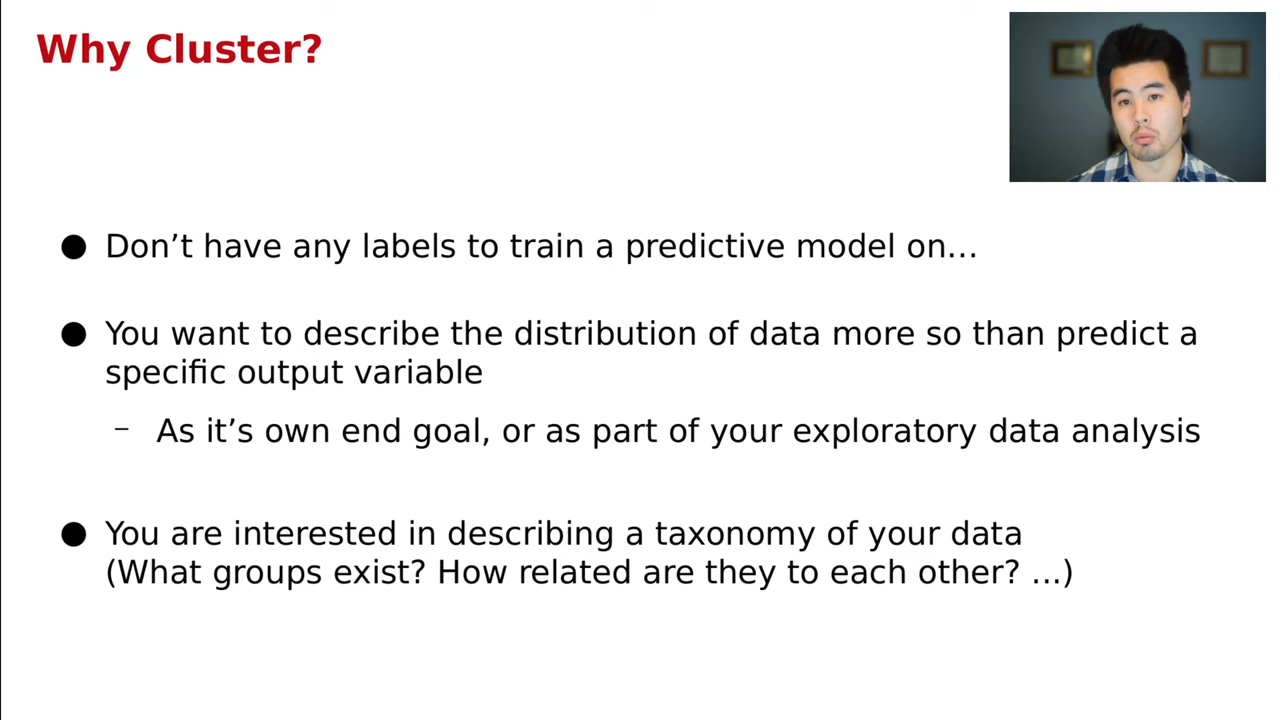 Why Cluster?
● Don’t have any labels to train a predictive model on…
● You want to describe the distribution of data more so than predict a
specific output variable
– As it’s own end goal, or as part of your exploratory data analysis
● You are interested in describing a taxonomy of your data
(What groups exist? How related are they to each other? …)